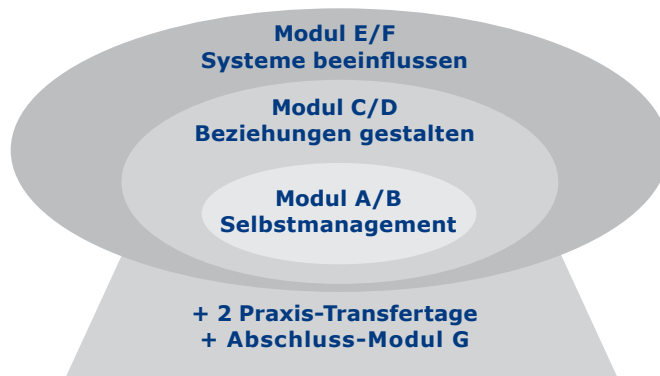 Modul E/F
Systeme beeinflussen
Modul C/D
Beziehungen gestalten
Modul A/B
Selbstmanagement
+ 2 Praxis-Transfertage
+ Abschluss-Modul G